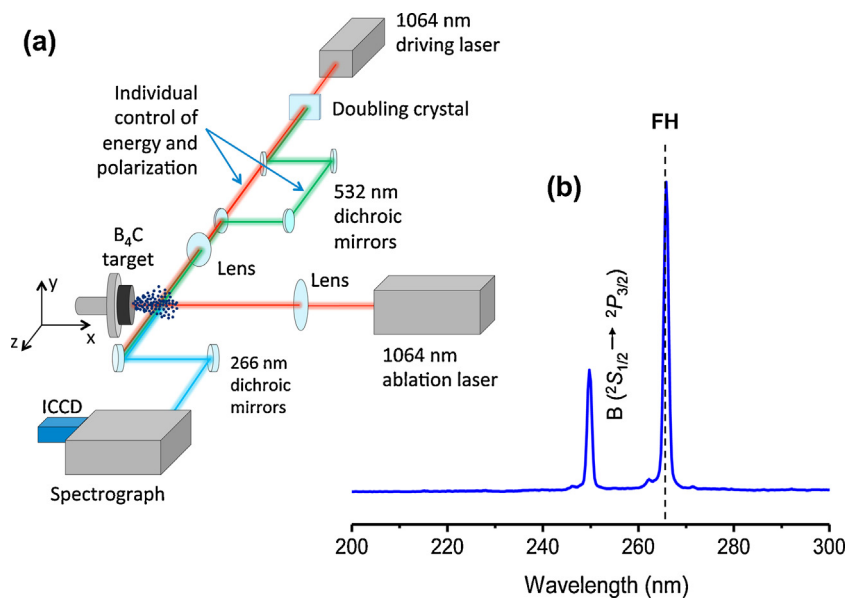 (a)
1064 nm
driving laser
Doubling crystal
Individual
control of
energy and
polarization
532 nm
dichroic
mirrors
B₄C
target
Lens
Lens
y
x
z
1064 nm
ablation laser
266 nm
dichroic
mirrors
ICCD
Spectrograph
(b)
FH
B (²S₁/₂ → ²P₃/₂)
200 220 240 260 280 300
Wavelength (nm)